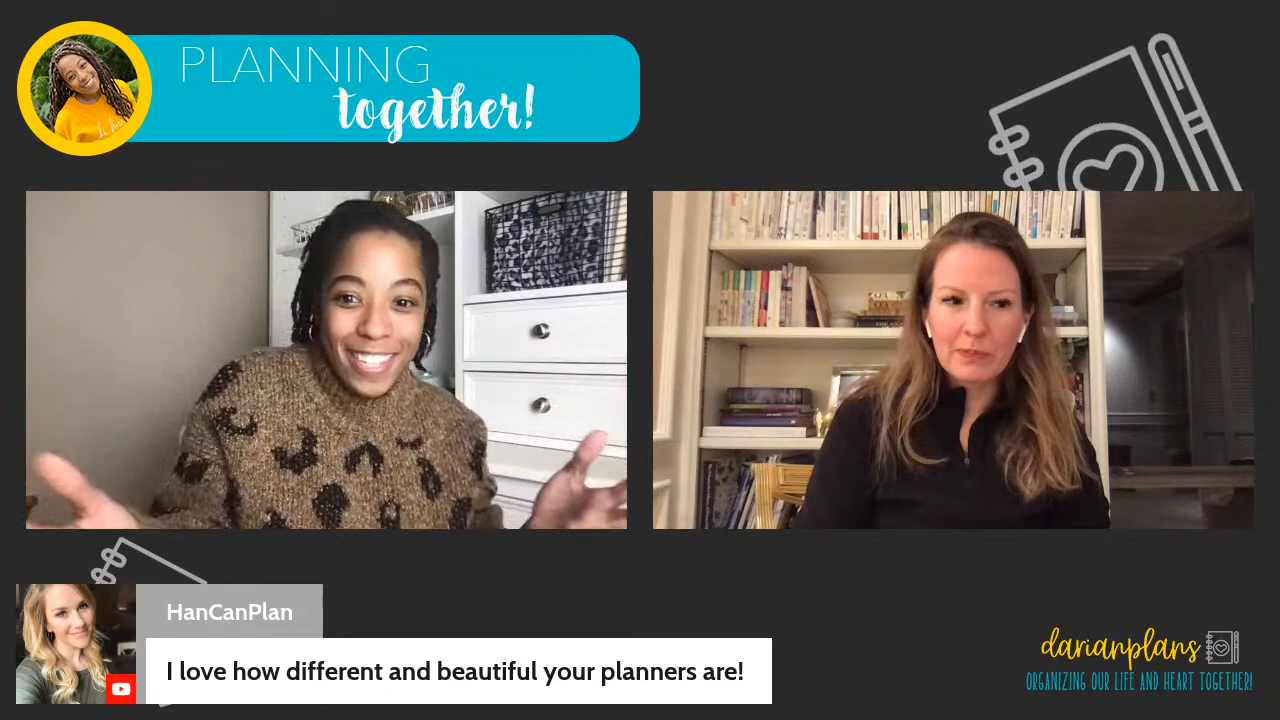 PLANNING
together!
HanCanPlan
I love how different and beautiful your planners are!
darianplans
ORGANIZING OUR LIFE AND HEART TOGETHER!